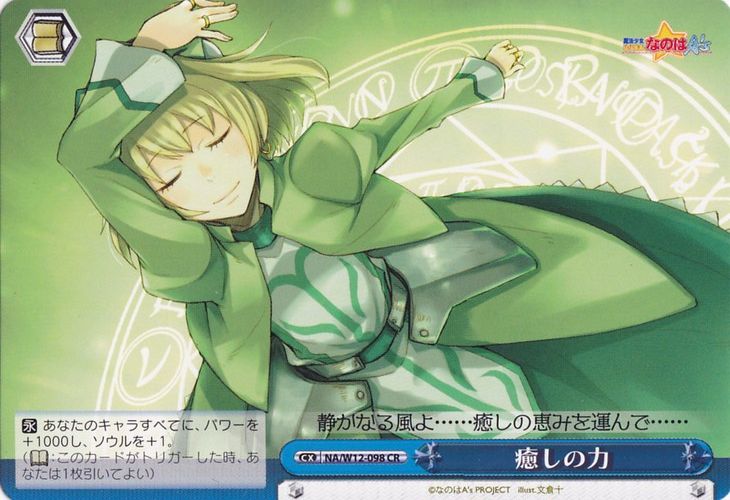 魔法少女
リリカル
なのはA's
静かなる風よ……癒しの恵みを運んで……
永 あなたのキャラすべてに、パワーを
+1000し、ソウルを+1。
(:このカードがトリガーした時、あ
なたは1枚引いてよい)
CX NA/W12-098 CR
癒しの力
©なのはA's PROJECT illust.文倉十